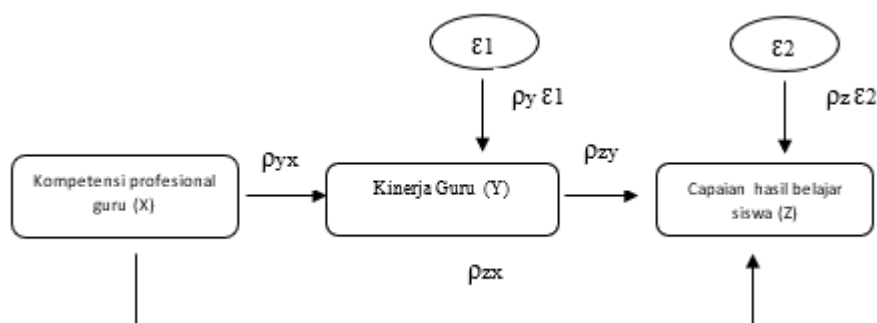 ε1
ε2
ρy ε1
ρz ε2
ρyx
ρzy
Kompetensi profesional
guru (X)
Kinerja Guru (Y)
Capaian hasil belajar
siswa (Z)
ρzx